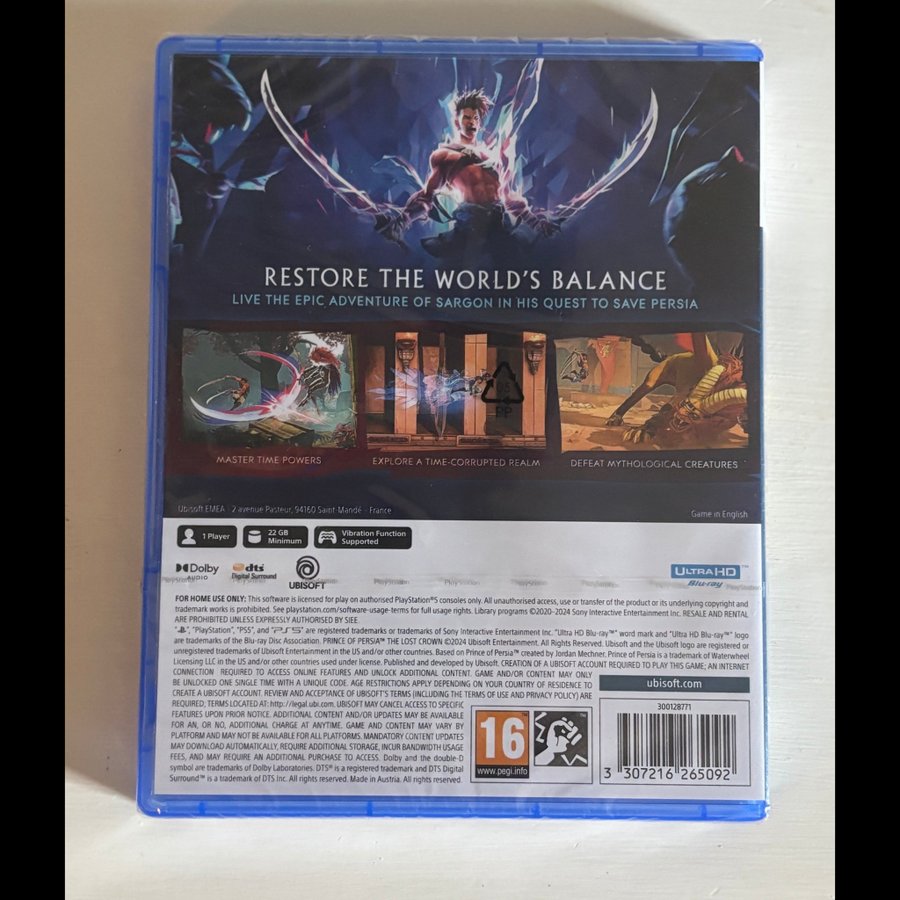 RESTORE THE WORLD'S BALANCE
LIVE THE EPIC ADVENTURE OF SARGON IN HIS QUEST TO SAVE PERSIA
PP
MASTER TIME POWERS
EXPLORE A TIME-CORRUPTED REALM
DEFEAT MYTHOLOGICAL CREATURES
Ubisoft EMEA - 2 avenue Pasteur, 94160 Saint-Mandé - France
Game in English
1 Player
22 GB Minimum
Vibration Function Supported
Dolby AUDIO
dts Digital Surround
UBISOFT
ULTRA HD Blu-ray™
PlayStation PlayStation PlayStation PlayStation PlayStation PlayStation PlayStation PlayStation
FOR HOME USE ONLY: This software is licensed for play on authorised PlayStation®5 consoles only. All unauthorised access, use or transfer of the product or its underlying copyright and
trademark works is prohibited. See playstation.com/software-usage-terms for full usage rights. Library programs ©2020-2024 Sony Interactive Entertainment Inc. RESALE AND RENTAL
ARE PROHIBITED UNLESS EXPRESSLY AUTHORISED BY SIE.
"PlayStation", "PS5", and "PS5" are registered trademarks or trademarks of Sony Interactive Entertainment Inc. "Ultra HD Blu-ray™" word mark and "Ultra HD Blu-ray" logo
are trademarks of the Blu-ray Disc Association. PRINCE OF PERSIA™ THE LOST CROWN ©2024 Ubisoft Entertainment. All Rights Reserved. Ubisoft and the Ubisoft logo are registered or
unregistered trademarks of Ubisoft Entertainment in the US and/or other countries. Based on Prince of Persia™ created by Jordan Mechner. Prince of Persia is a trademark of Waterwheel
Licensing LLC in the US and/or other countries used under license. Published and developed by Ubisoft. CREATION OF A UBISOFT ACCOUNT REQUIRED TO PLAY THIS GAME; AN INTERNET
CONNECTION REQUIRED TO ACCESS ONLINE FEATURES AND UNLOCK ADDITIONAL CONTENT. GAME AND/OR CONTENT MAY ONLY
BE UNLOCKED ONE SINGLE TIME WITH A UNIQUE CODE. AGE RESTRICTIONS APPLY DEPENDING ON YOUR COUNTRY OF RESIDENCE TO
CREATE A UBISOFT ACCOUNT. REVIEW AND ACCEPTANCE OF UBISOFT'S TERMS (INCLUDING THE TERMS OF USE AND PRIVACY POLICY) ARE
REQUIRED; TERMS LOCATED AT: http://legal.ubi.com. UBISOFT MAY CANCEL ACCESS TO SPECIFIC
FEATURES UPON PRIOR NOTICE. ADDITIONAL CONTENT AND/OR UPDATES MAY BE AVAILABLE
FOR AN, OR NO, ADDITIONAL CHARGE AT ANYTIME. GAME AND CONTENT MAY VARY BY
PLATFORM AND MAY NOT BE AVAILABLE FOR ALL PLATFORMS. MANDATORY CONTENT UPDATES
MAY DOWNLOAD AUTOMATICALLY, REQUIRE ADDITIONAL STORAGE, INCUR BANDWIDTH USAGE
FEES, AND MAY REQUIRE AN ADDITIONAL PURCHASE TO ACCESS. Dolby and the double-D
symbol are trademarks of Dolby Laboratories. DTS® is a registered trademark and DTS Digital
Surround™ is a trademark of DTS Inc. All rights reserved. Made in Austria. All rights reserved.
ubisoft.com
16
www.pegi.info
300128771
3 307216 265092